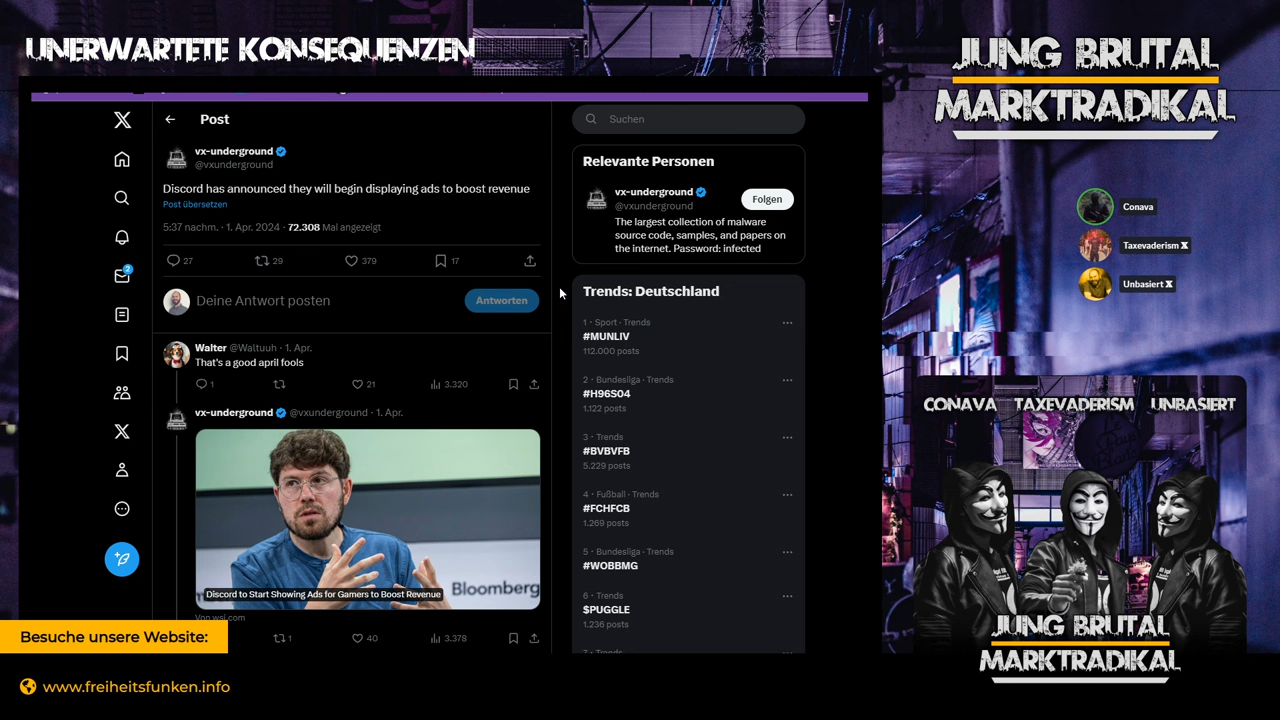 UNERWARTETE KONSEQUENZEN
JUNG BRUTAL
MARKTRADIKAL
Post
vx-underground
@vxunderground
Discord has announced they will begin displaying ads to boost revenue
Post übersetzen
5:37 nachm. · 1. Apr. 2024 · 72.308 Mal angezeigt
27 29 379 17
Deine Antwort posten
Antworten
Walter @Waltuuh · 1. Apr.
That's a good april fools
1 21 3.320
vx-underground @vxunderground · 1. Apr.
Bloomberg
Discord to Start Showing Ads for Gamers to Boost Revenue
Von wsj.com
1 40 3.378
2
Suchen
Relevante Personen
vx-underground
@vxunderground
Folgen
The largest collection of malware
source code, samples, and papers on
the internet. Password: infected
Trends: Deutschland
1 · Sport · Trends
#MUNLIV
112.000 posts
2 · Bundesliga · Trends
#H96S04
1.122 posts
3 · Trends
#BVBVFB
5.229 posts
4 · Fußball · Trends
#FCHFCB
1.269 posts
5 · Bundesliga · Trends
#WOBBMG
6 · Trends
$PUGGLE
1.236 posts
7 · Trends
Conava
Taxevaderism X
Unbasiert X
CONAVA TAXEVADERISM UNBASIERT
JUNG BRUTAL
MARKTRADIKAL
Besuche unsere Website:
www.freiheitsfunken.info